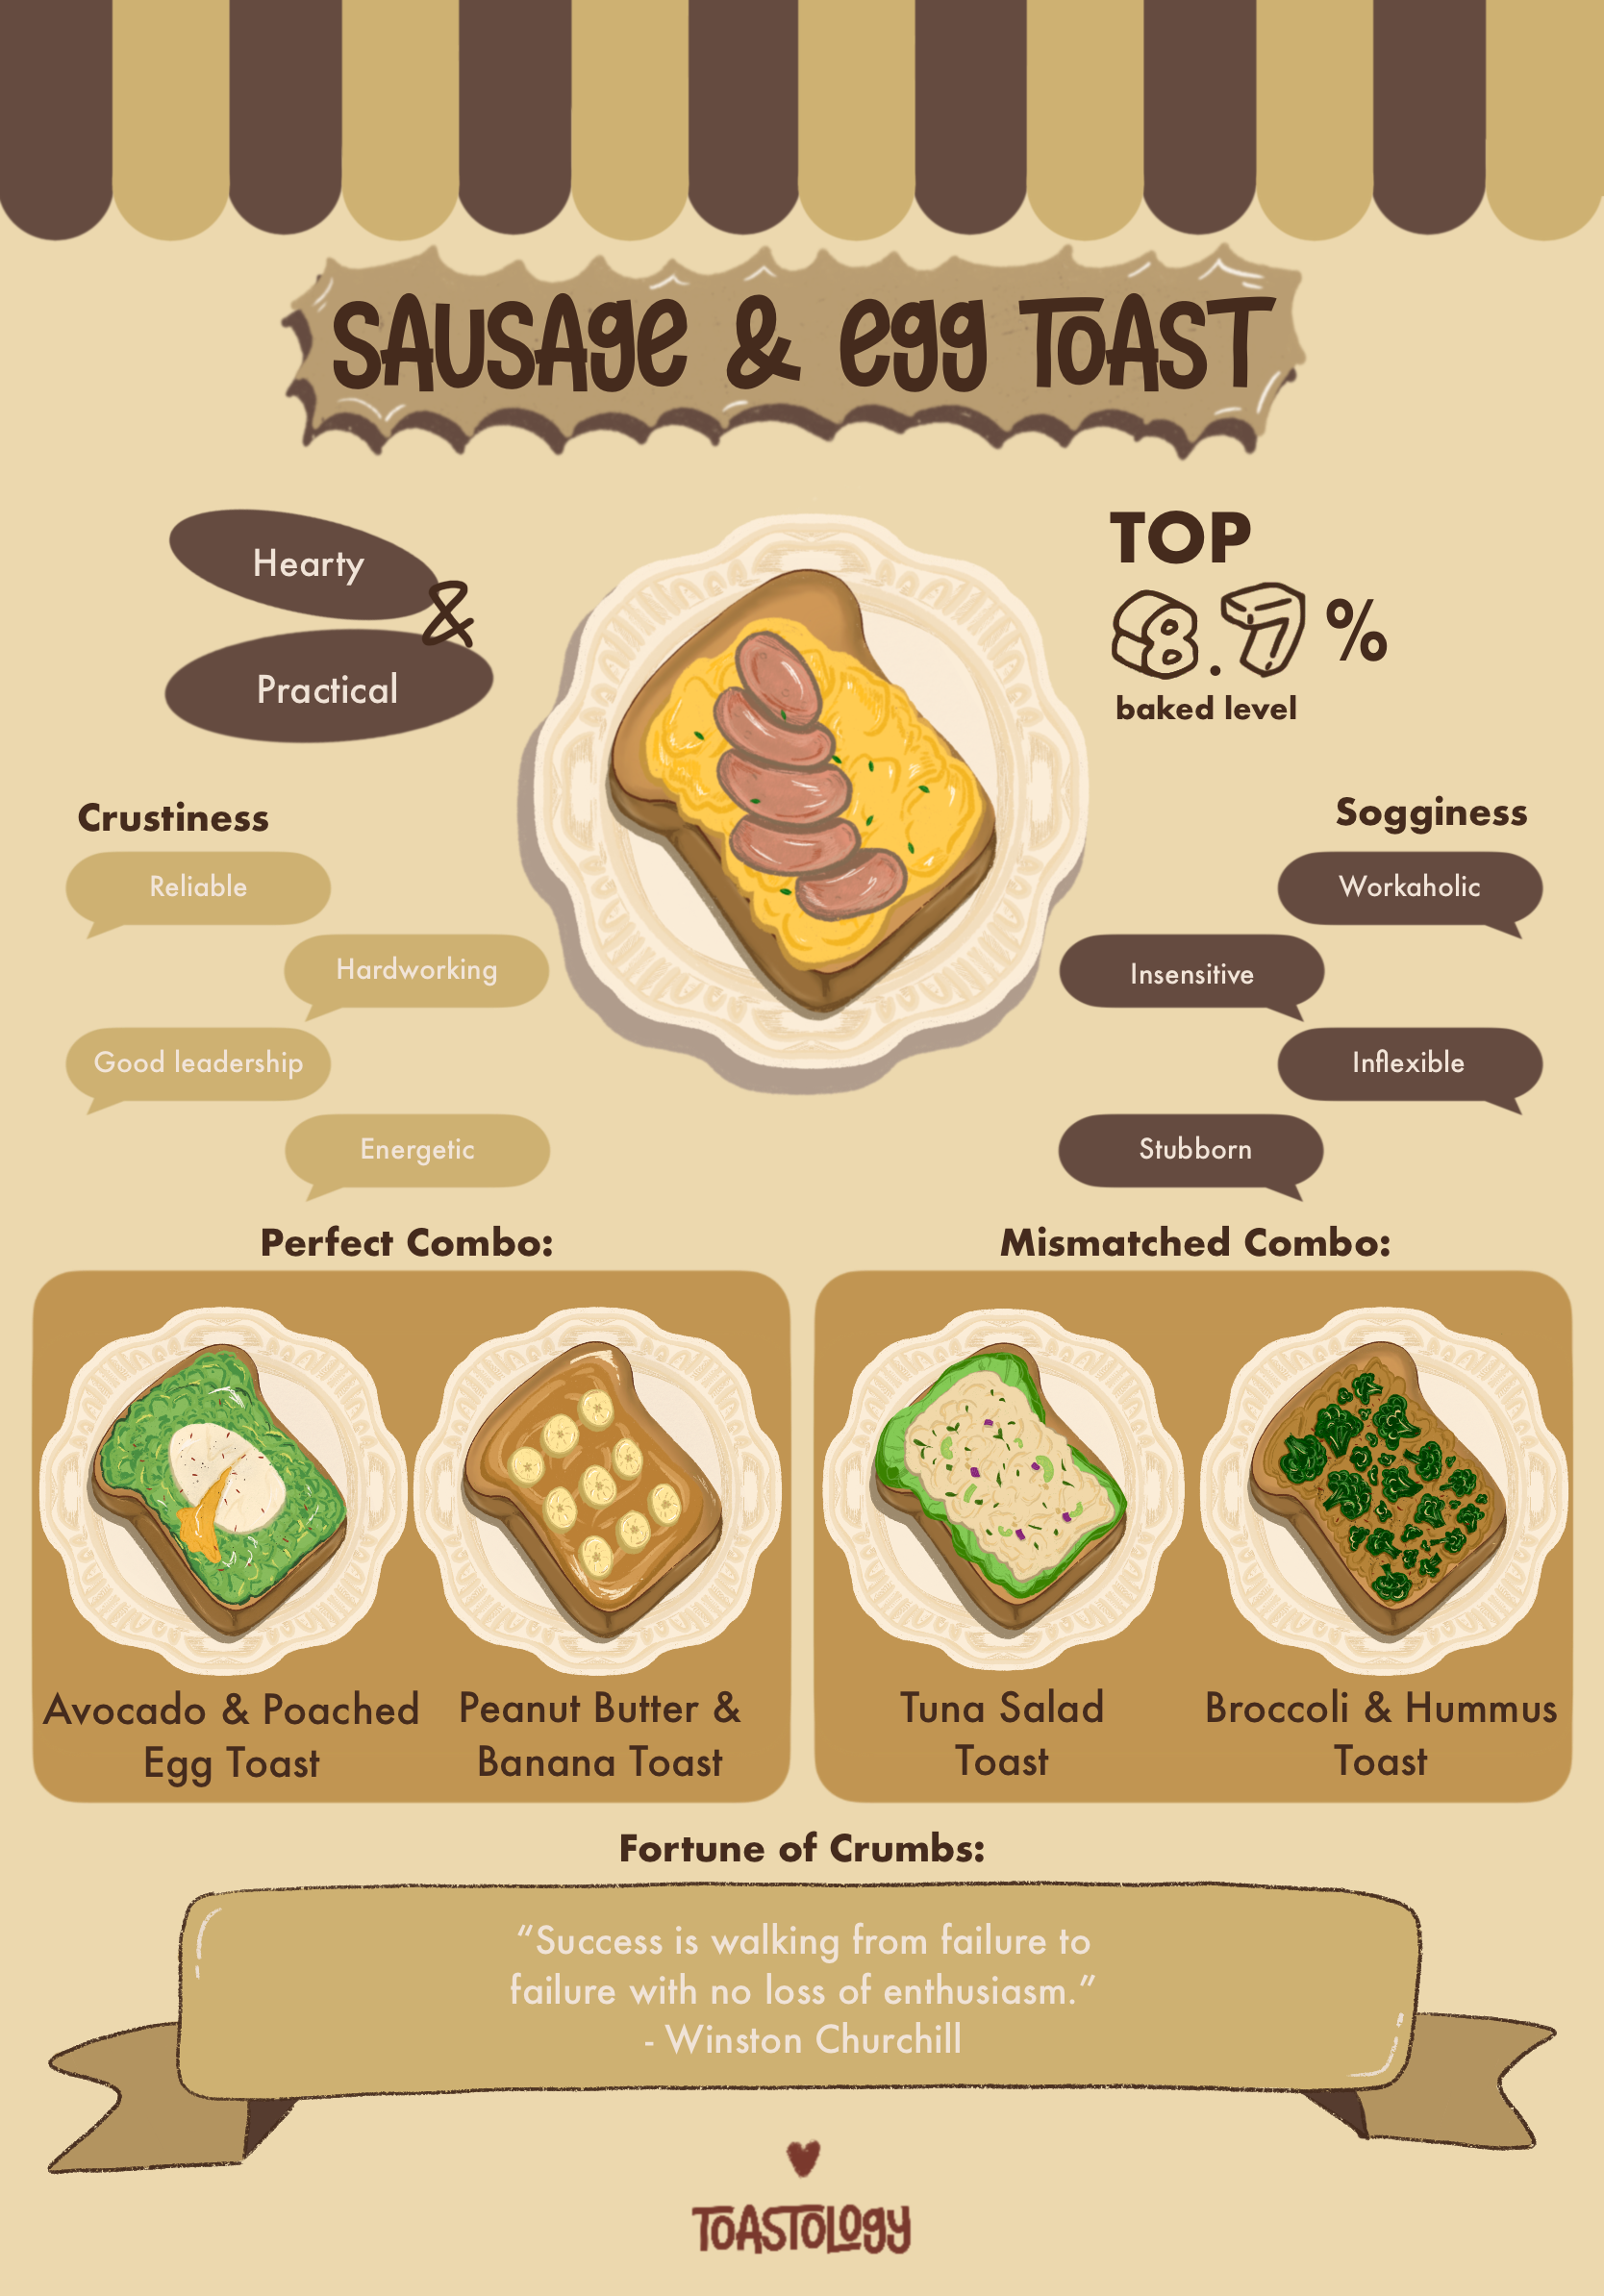 SAUSAge & egg TOAST
Hearty
&
Practical
TOP
8.7%
baked level
Crustiness
Reliable
Hardworking
Good leadership
Energetic
Sogginess
Workaholic
Insensitive
Inflexible
Stubborn
Perfect Combo:
Avocado & Poached
Egg Toast
Peanut Butter &
Banana Toast
Mismatched Combo:
Tuna Salad
Toast
Broccoli & Hummus
Toast
Fortune of Crumbs:
“Success is walking from failure to
failure with no loss of enthusiasm.”
- Winston Churchill
TOASTOLOgy